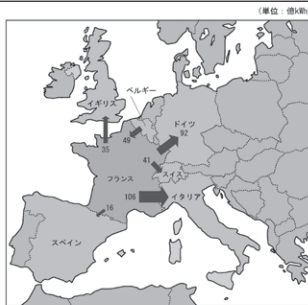 (単位：億kWh
イギリス
ベルギー
ドイツ
92
49
35
41
スイス
フランス
106
イタリア
16
スペイン